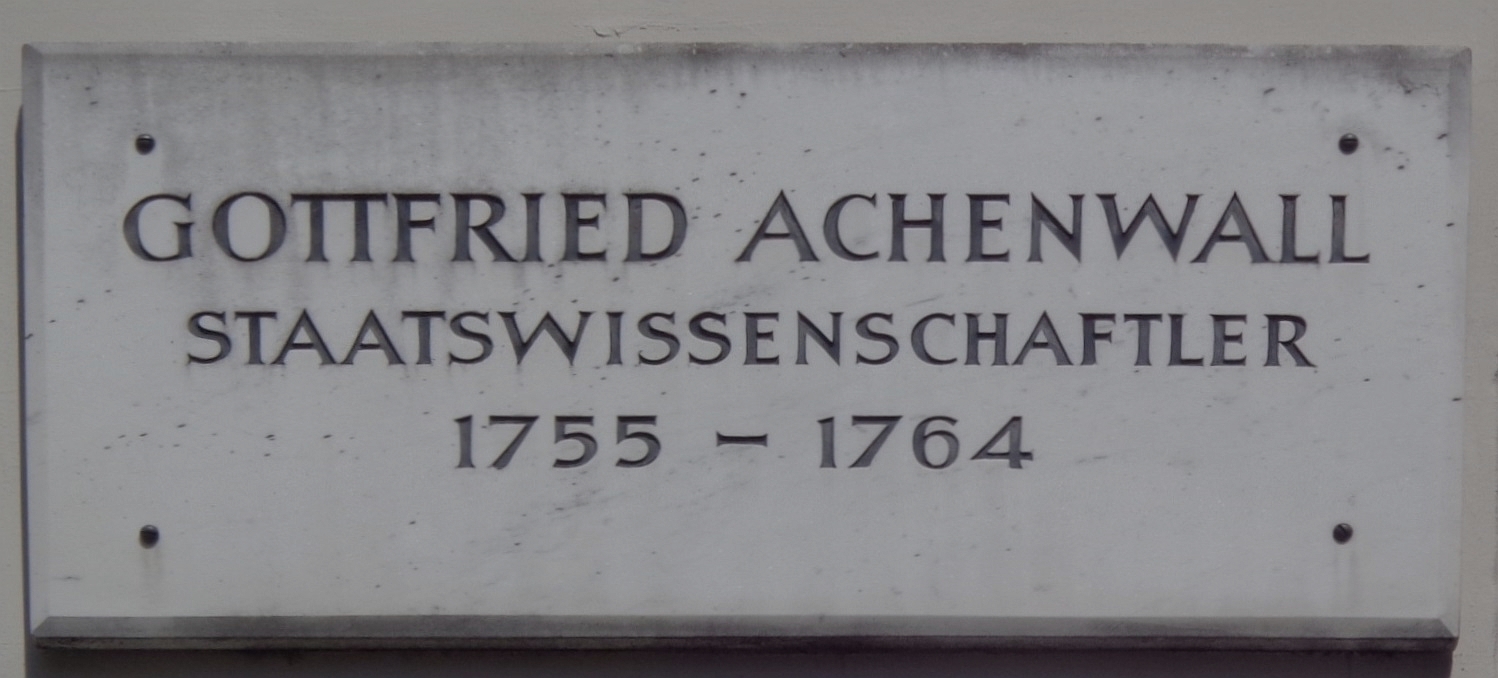 GOTTFRIED ACHENWALL
STAATSWISSENSCHAFTLER
1755 – 1764